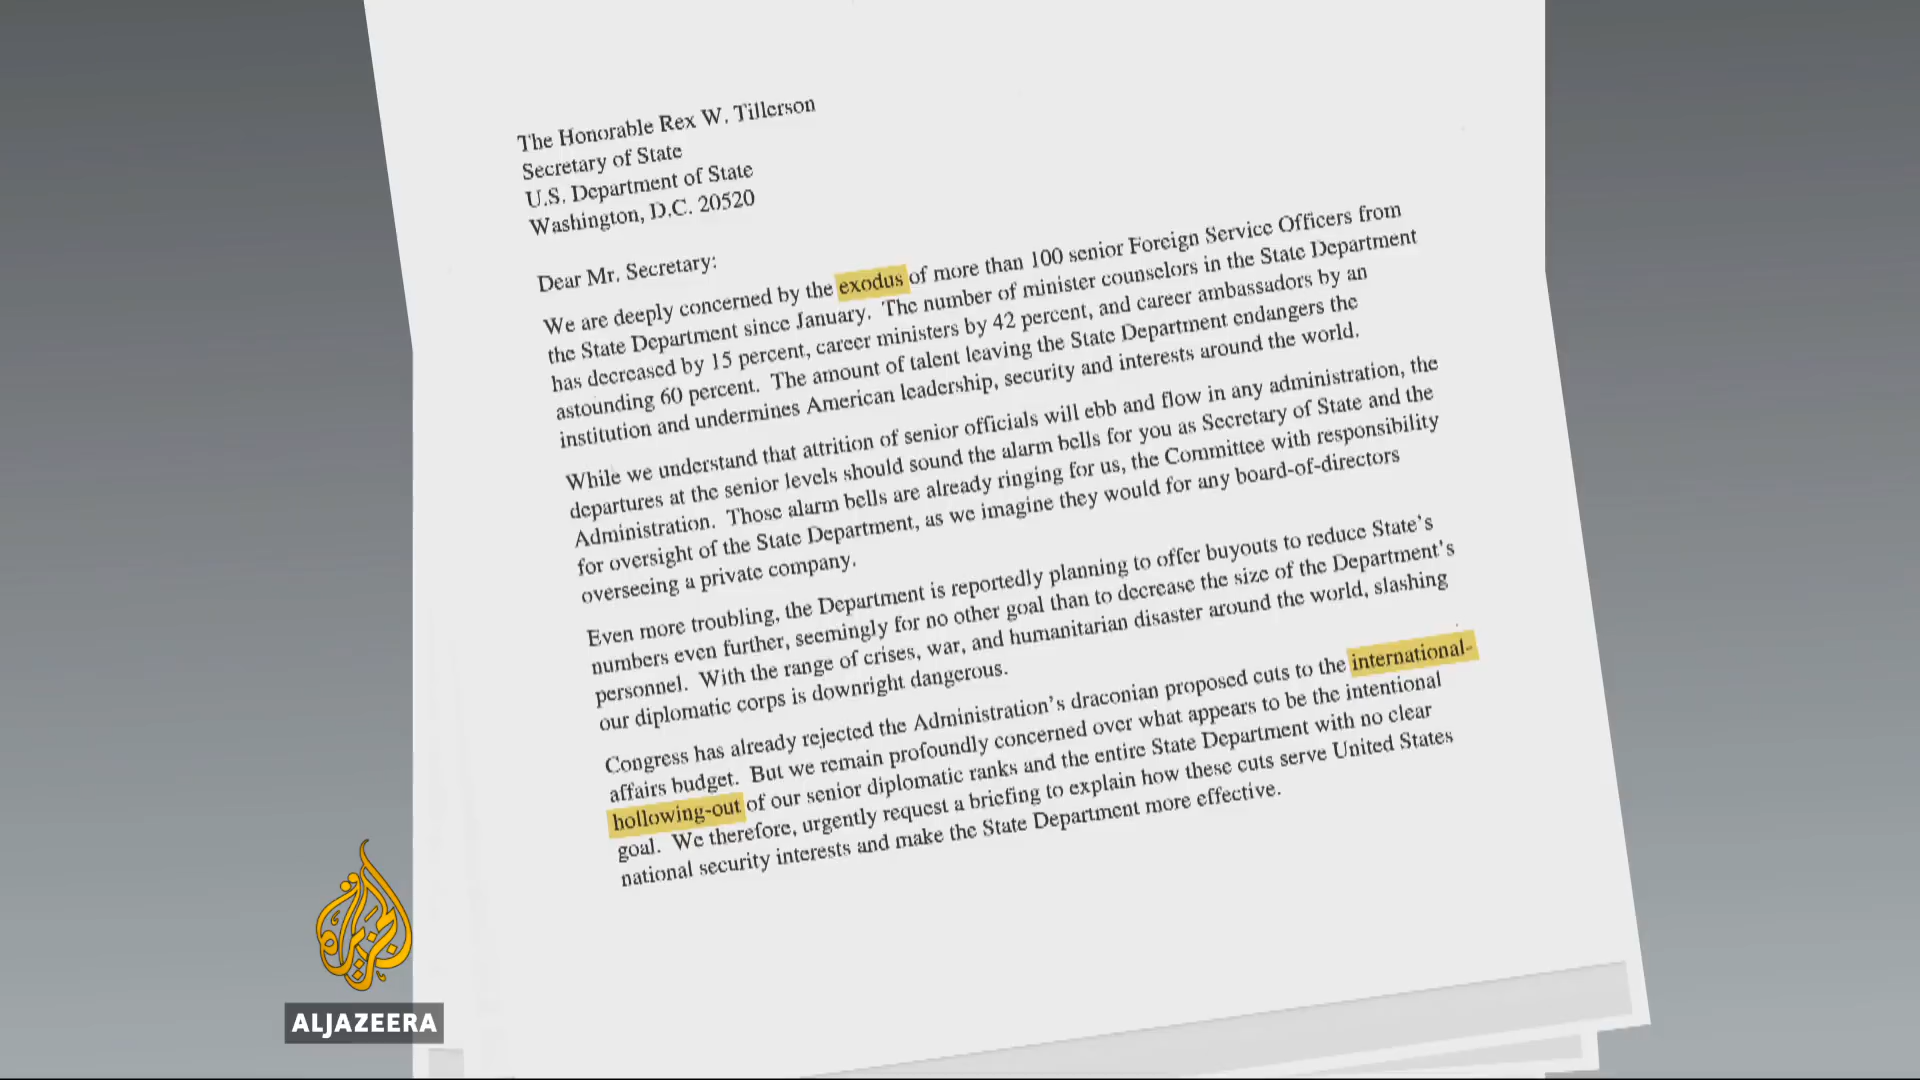 The Honorable Rex W. Tillerson
Secretary of State
U.S. Department of State
Washington, D.C. 20520
Dear Mr. Secretary:
We are deeply concerned by the exodus of more than 100 senior Foreign Service Officers from
the State Department since January. The number of minister counselors in the State Department
has decreased by 15 percent, career ministers by 42 percent, and career ambassadors by an
astounding 60 percent. The amount of talent leaving the State Department endangers the
institution and undermines American leadership, security and interests around the world.
While we understand that attrition of senior officials will ebb and flow in any administration, the
departures at the senior levels should sound the alarm bells for you as Secretary of State and the
Administration. Those alarm bells are already ringing for us, the Committee with responsibility
for oversight of the State Department, as we imagine they would for any board-of-directors
overseeing a private company.
Even more troubling, the Department is reportedly planning to offer buyouts to reduce State's
numbers even further, seemingly for no other goal than to decrease the size of the Department's
personnel. With the range of crises, war, and humanitarian disaster around the world, slashing
our diplomatic corps is downright dangerous.
Congress has already rejected the Administration's draconian proposed cuts to the international-
affairs budget. But we remain profoundly concerned over what appears to be the intentional
hollowing-out of our senior diplomatic ranks and the entire State Department with no clear
goal. We therefore, urgently request a briefing to explain how these cuts serve United States
national security interests and make the State Department more effective.
الجزيرة
ALJAZEERA